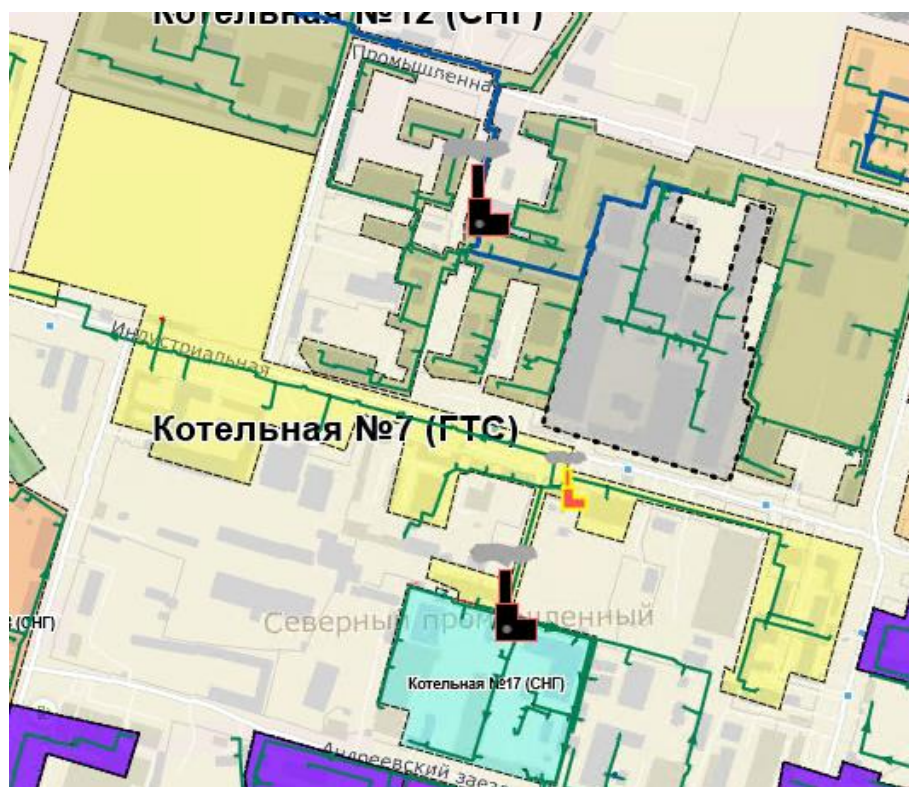 Котельная №12 (СНГ)
Промышленна
Индустриальная
Котельная №7 (ГТС)
(СНГ)
Северный промышленный
Котельная №17 (СНГ)
Андреевский заезд